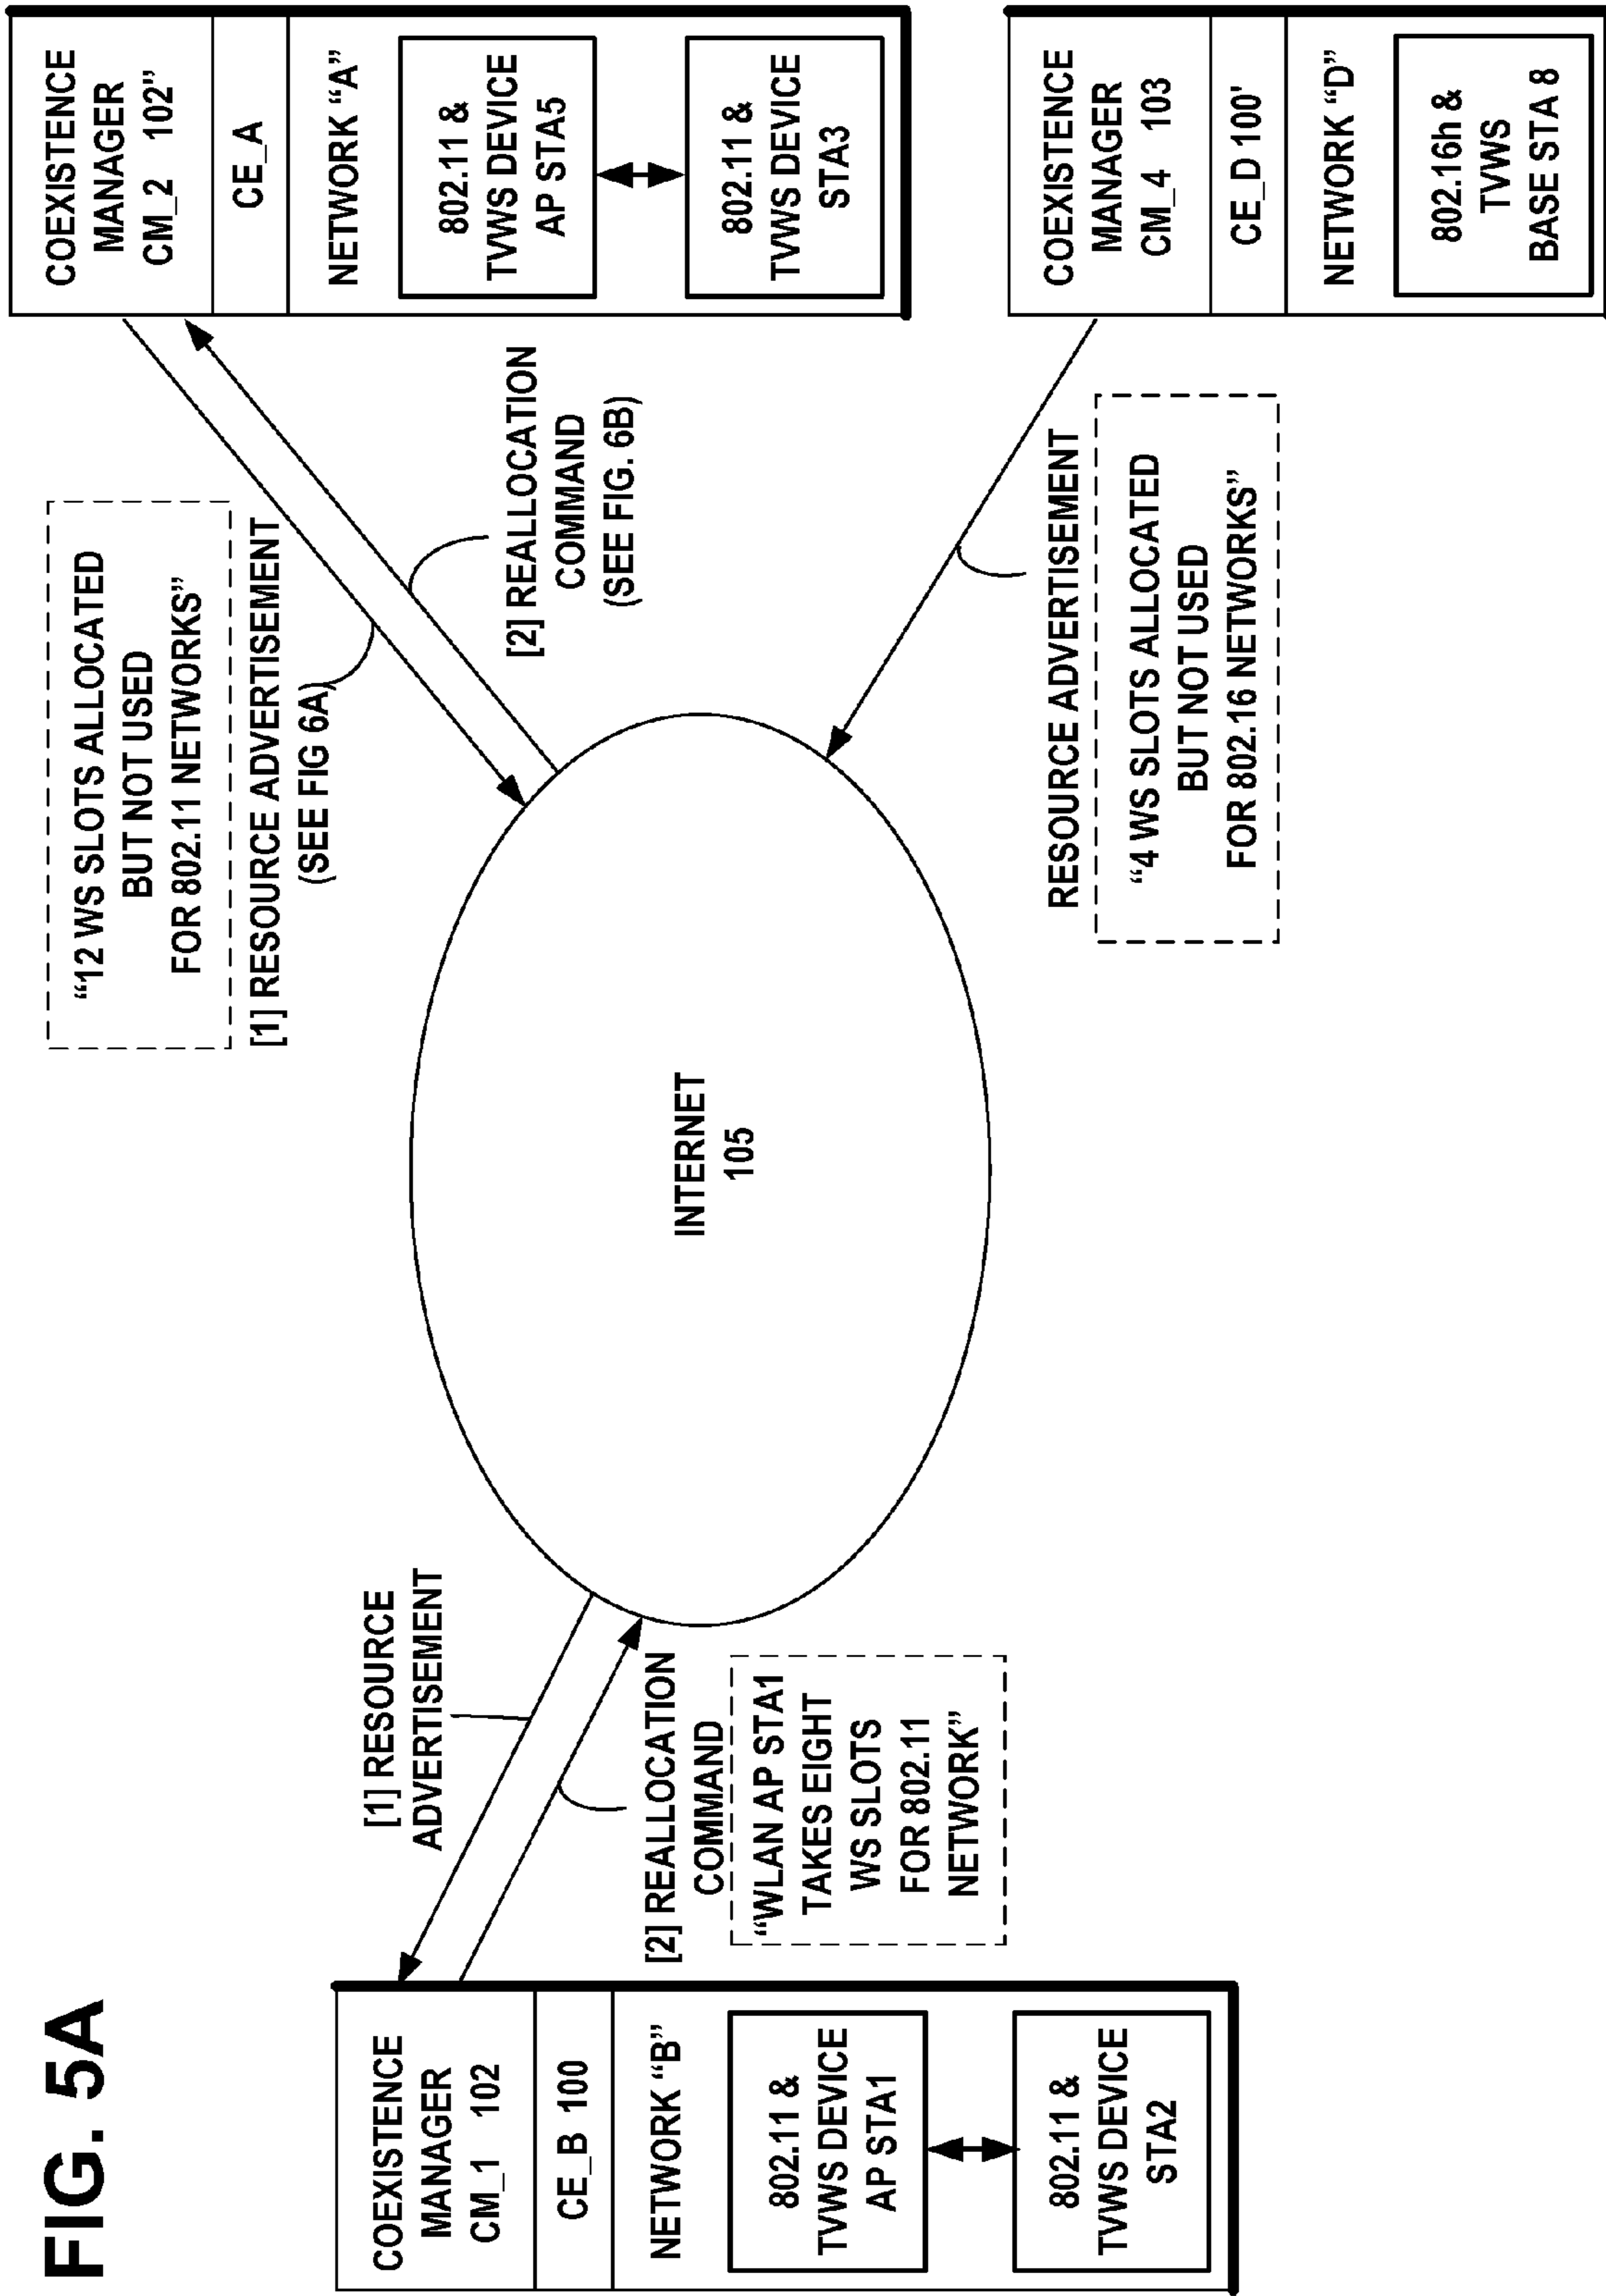 FIG. 5A
COEXISTENCE
MANAGER
CM_1 102
CE_B 100
NETWORK “B”
802.11 &
TVWS DEVICE
AP STA1
802.11 &
TVWS DEVICE
STA2
[1] RESOURCE
ADVERTISEMENT
[2] REALLOCATION
COMMAND
“WLAN AP STA1
TAKES EIGHT
WS SLOTS
FOR 802.11
NETWORK”
INTERNET
105
“12 WS SLOTS ALLOCATED
BUT NOT USED
FOR 802.11 NETWORKS”
[1] RESOURCE ADVERTISEMENT
(SEE FIG 6A)
[2] REALLOCATION
COMMAND
(SEE FIG. 6B)
RESOURCE ADVERTISEMENT
“4 WS SLOTS ALLOCATED
BUT NOT USED
FOR 802.16 NETWORKS”
COEXISTENCE
MANAGER
CM_2 102”
CE_A
NETWORK “A”
802.11 &
TVWS DEVICE
AP STA5
802.11 &
TVWS DEVICE
STA3
COEXISTENCE
MANAGER
CM_4 103
CE_D 100'
NETWORK “D”
802.16h &
TVWS
BASE STA 8